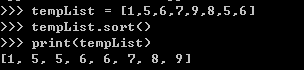 >>> tempList = [1,5,6,7,9,8,5,6]
>>> tempList.sort()
>>> print(tempList)
[1, 5, 5, 6, 6, 7, 8, 9]